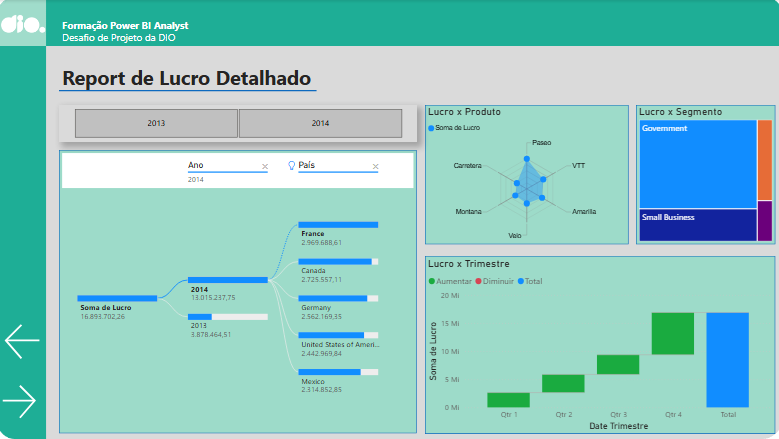 dio.
Formação Power BI Analyst
Desafio de Projeto da DIO
Report de Lucro Detalhado
2013
2014
Ano
2014
País
Soma de Lucro
16.893.702,26
2014
13.015.237,75
2013
3.878.464,51
France
2.969.688,61
Canada
2.725.557,11
Germany
2.562.169,35
United States of Ameri...
2.442.969,84
Mexico
2.314.852,85
Lucro x Produto
Soma de Lucro
Paseo
VTT
Amarilla
Velo
Montana
Carretera
Lucro x Segmento
Government
Small Business
Lucro x Trimestre
Aumentar Diminuir Total
Soma de Lucro
20 Mi
15 Mi
10 Mi
5 Mi
0 Mi
Qtr 1 Qtr 2 Qtr 3 Qtr 4 Total
Date Trimestre